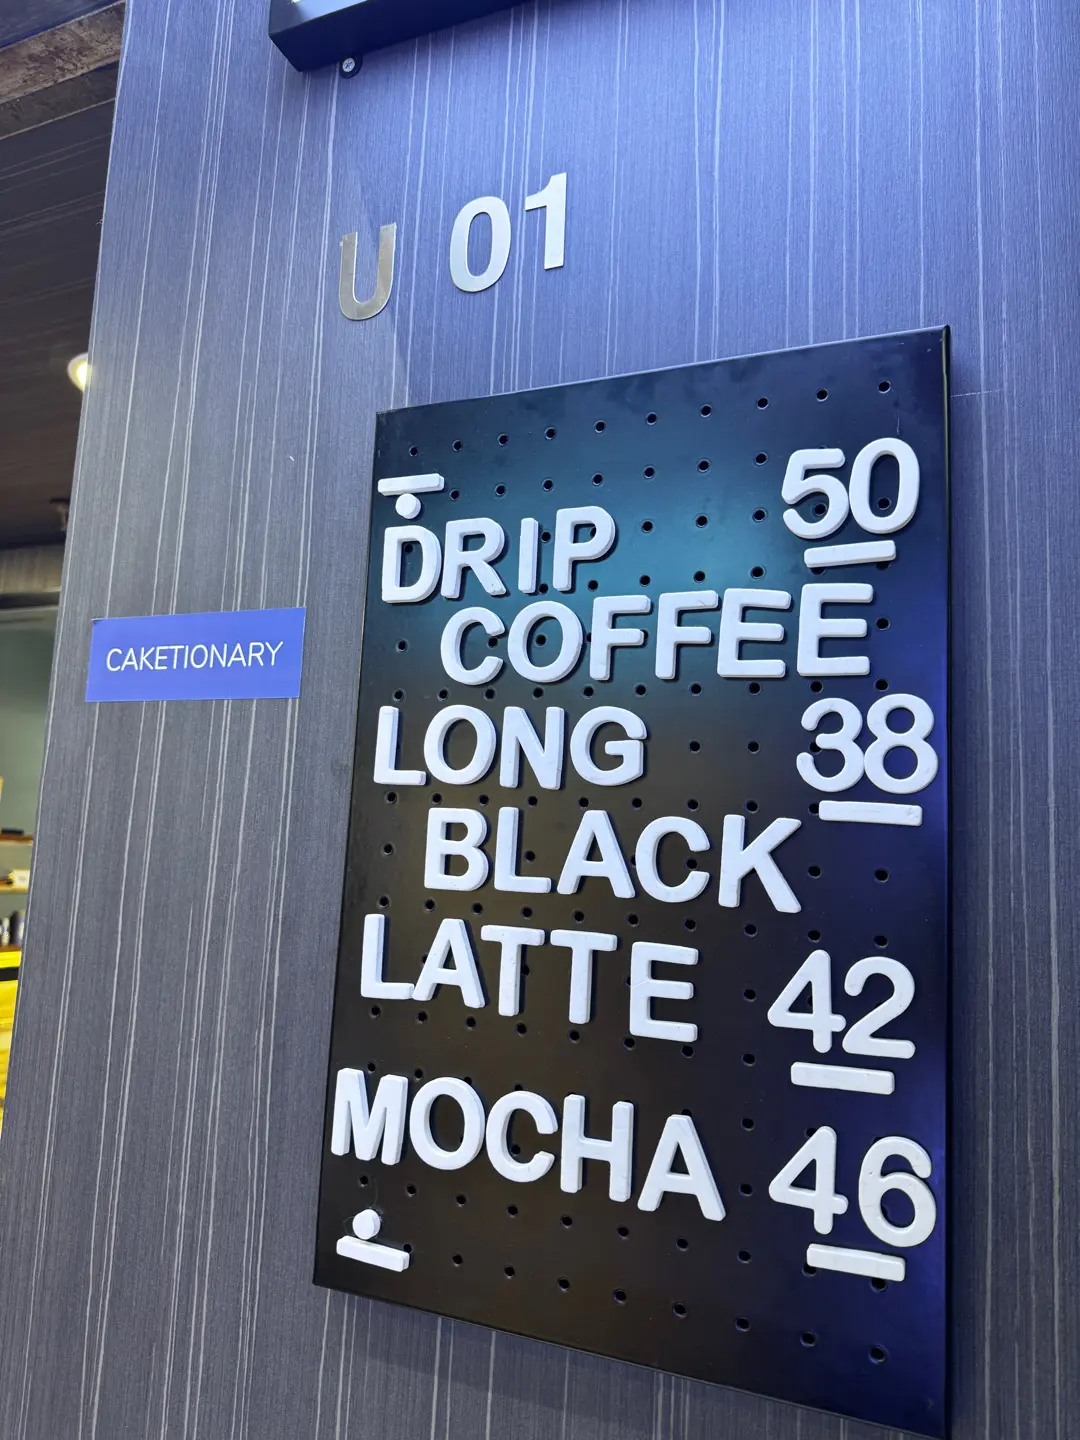 U 01
CAKETIONARY
DRIP 50
COFFEE
LONG 38
BLACK
LATTE 42
MOCHA 46